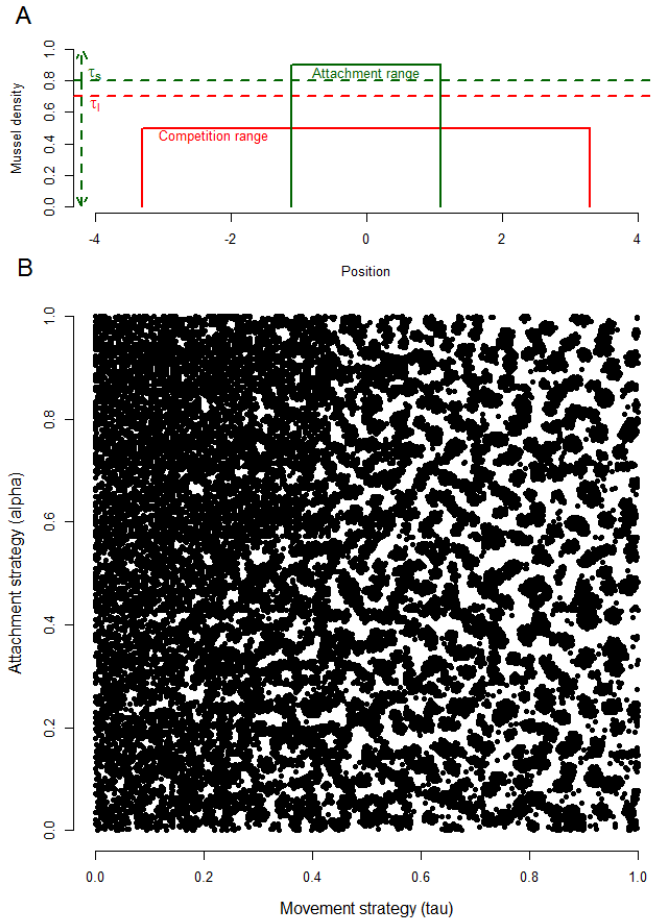 A
Mussel density
1.0
0.8
0.6
0.4
0.2
0.0
τs
τl
Attachment range
Competition range
-4
-2
0
2
4
Position
B
Attachment strategy (alpha)
1.0
0.8
0.6
0.4
0.2
0.0
0.0
0.2
0.4
0.6
0.8
1.0
Movement strategy (tau)